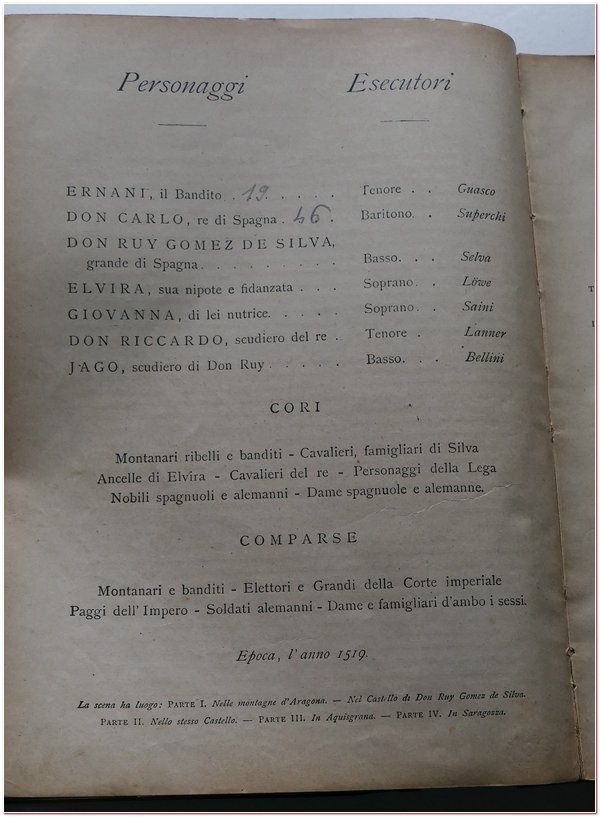 Personaggi Esecutori
ERNANI, il Bandito . . 19 . . . . . Tenore . . Guasco
DON CARLO, re di Spagna . 46 . Baritono. . Superchi
DON RUY GOMEZ DE SILVA,
grande di Spagna. . . . . . . . . Basso. . . Selva
ELVIRA, sua nipote e fidanzata . . . Soprano. . Löwe
GIOVANNA, di lei nutrice. . . . . Soprano. . Saini
DON RICCARDO, scudiero del re . . Tenore . . Lanner
JAGO, scudiero di Don Ruy . . . . . Basso. . . Bellini
CORI
Montanari ribelli e banditi - Cavalieri, famigliari di Silva
Ancelle di Elvira - Cavalieri del re - Personaggi della Lega
Nobili spagnuoli e alemanni - Dame spagnuole e alemanne.
COMPARSE
Montanari e banditi - Elettori e Grandi della Corte imperiale
Paggi dell'Impero - Soldati alemanni - Dame e famigliari d'ambo i sessi.
Epoca, l'anno 1519.
La scena ha luogo: PARTE I. Nelle montagne d'Aragona. — Nel Castello di Don Ruy Gomez de Silva.
PARTE II. Nello stesso Castello. — PARTE III. In Aquisgrana. — PARTE IV. In Saragozza.